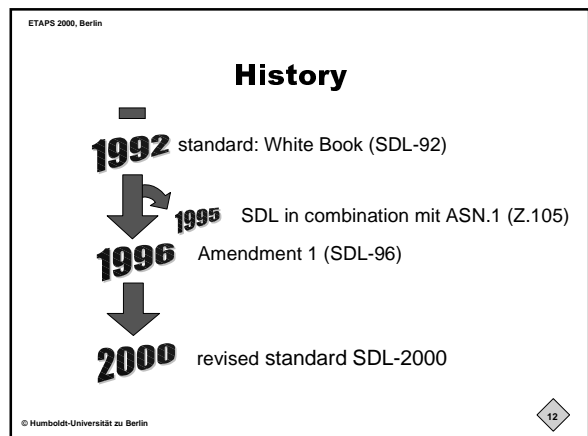 ETAPS 2000, Berlin
History
1992 standard: White Book (SDL-92)
1995 SDL in combination mit ASN.1 (Z.105)
1996 Amendment 1 (SDL-96)
2000 revised standard SDL-2000
© Humboldt-Universität zu Berlin
12